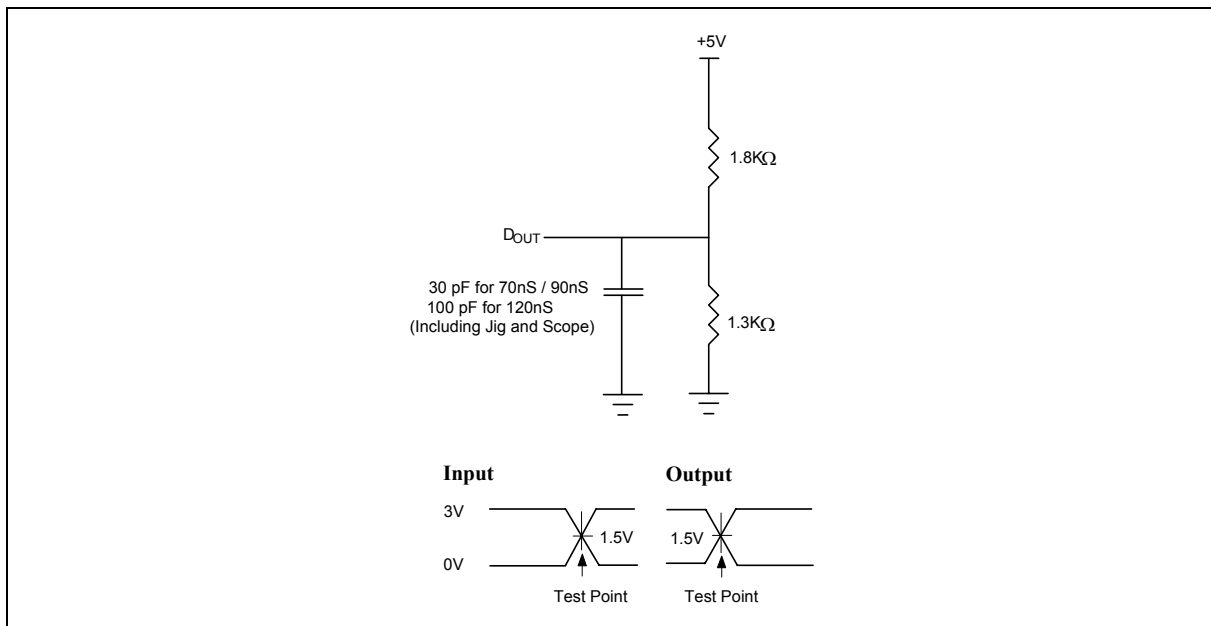 +5V
1.8KΩ
DOUT
30 pF for 70nS / 90nS
100 pF for 120nS
(Including Jig and Scope)
1.3KΩ
Input
Output
3V
1.5V
1.5V
0V
Test Point
Test Point